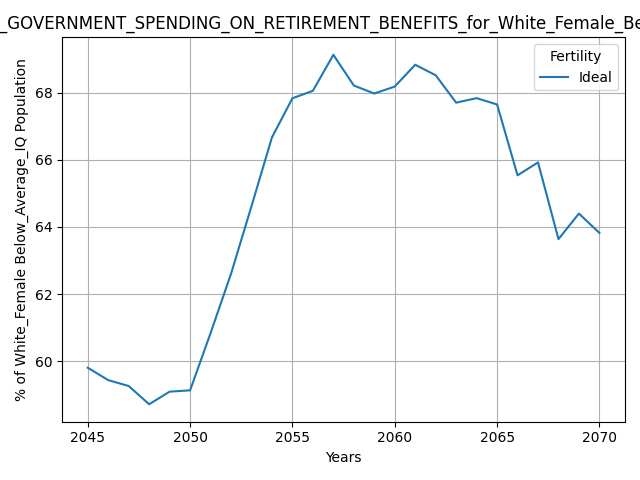 _GOVERNMENT_SPENDING_ON_RETIREMENT_BENEFITS_for_White_Female_Be
Fertility
Ideal
68
66
64
62
60
% of White_Female Below_Average_IQ Population
2045 2050 2055 2060 2065 2070
Years